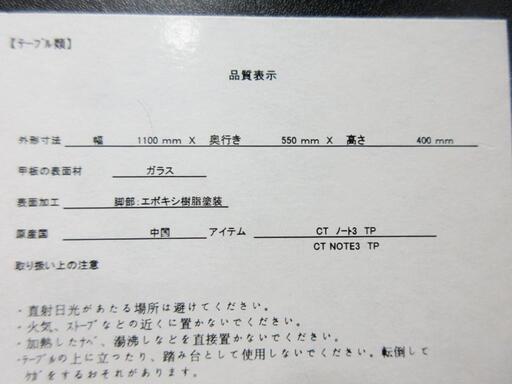 【ﾃｰﾌﾞﾙ類】
品質表示
外形寸法 幅 1100 mm X 奥行き 550 mm X 高さ 400 mm
甲板の表面材 ガラス
表面加工 脚部：エポキシ樹脂塗装
原産国 中国 アイテム CT ﾉｰﾄ3 TP
CT NOTE3 TP
取り扱い上の注意
・直射日光があたる場所は避けてください。
・火気、ｽﾄｰﾌﾞなどの近くに置かないでください。
・加熱したﾅﾍﾞ、湯沸しなどを直接置かないでください。
・ﾃｰﾌﾞﾙの上に立つたり、踏み台として使用しないでください。転倒して
ｹｶﾞをするおそれがあります。